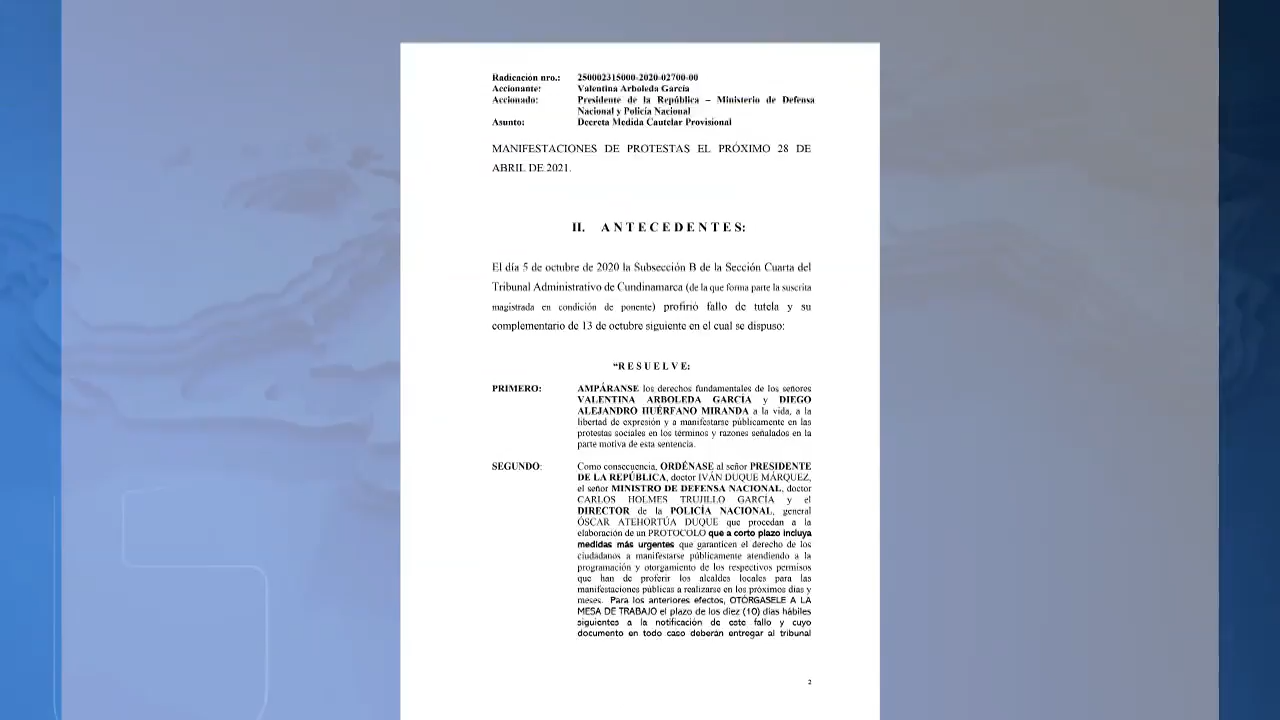 Radicación nro.: 250002315000-2020-02700-00
Accionante: Valentina Arboleda García
Accionado: Presidente de la República – Ministerio de Defensa
Nacional y Policía Nacional
Asunto: Decreta Medida Cautelar Provisional
MANIFESTACIONES DE PROTESTAS EL PRÓXIMO 28 DE
ABRIL DE 2021.
II. ANTECEDENTES:
El día 5 de octubre de 2020 la Subsección B de la Sección Cuarta del
Tribunal Administrativo de Cundinamarca (de la que forma parte la suscrita
magistrada en condición de ponente) profirió fallo de tutela y su
complementario de 13 de octubre siguiente en el cual se dispuso:
“RESUELVE:
PRIMERO: AMPÁRANSE los derechos fundamentales de los señores
VALENTINA ARBOLEDA GARCÍA y DIEGO
ALEJANDRO HUÉRFANO MIRANDA a la vida, a la
libertad de expresión y a manifestarse públicamente en las
protestas sociales en los términos y razones señalados en la
parte motiva de esta sentencia.
SEGUNDO: Como consecuencia, ORDÉNASE al señor PRESIDENTE
DE LA REPÚBLICA, doctor IVÁN DUQUE MÁRQUEZ,
el señor MINISTRO DE DEFENSA NACIONAL, doctor
CARLOS HOLMES TRUJILLO GARCÍA y el
DIRECTOR de la POLICÍA NACIONAL, general
ÓSCAR ATEHORTÚA DUQUE que procedan a la
elaboración de un PROTOCOLO que a corto plazo incluya
medidas más urgentes que garanticen el derecho de los
ciudadanos a manifestarse públicamente atendiendo a la
programación y otorgamiento de los respectivos permisos
que han de proferir los alcaldes locales para las
manifestaciones públicas a realizarse en los próximos días y
meses. Para los anteriores efectos, OTÓRGASELE A LA
MESA DE TRABAJO el plazo de los diez (10) días hábiles
siguientes a la notificación de este fallo y cuyo
documento en todo caso deberán entregar al tribunal
2